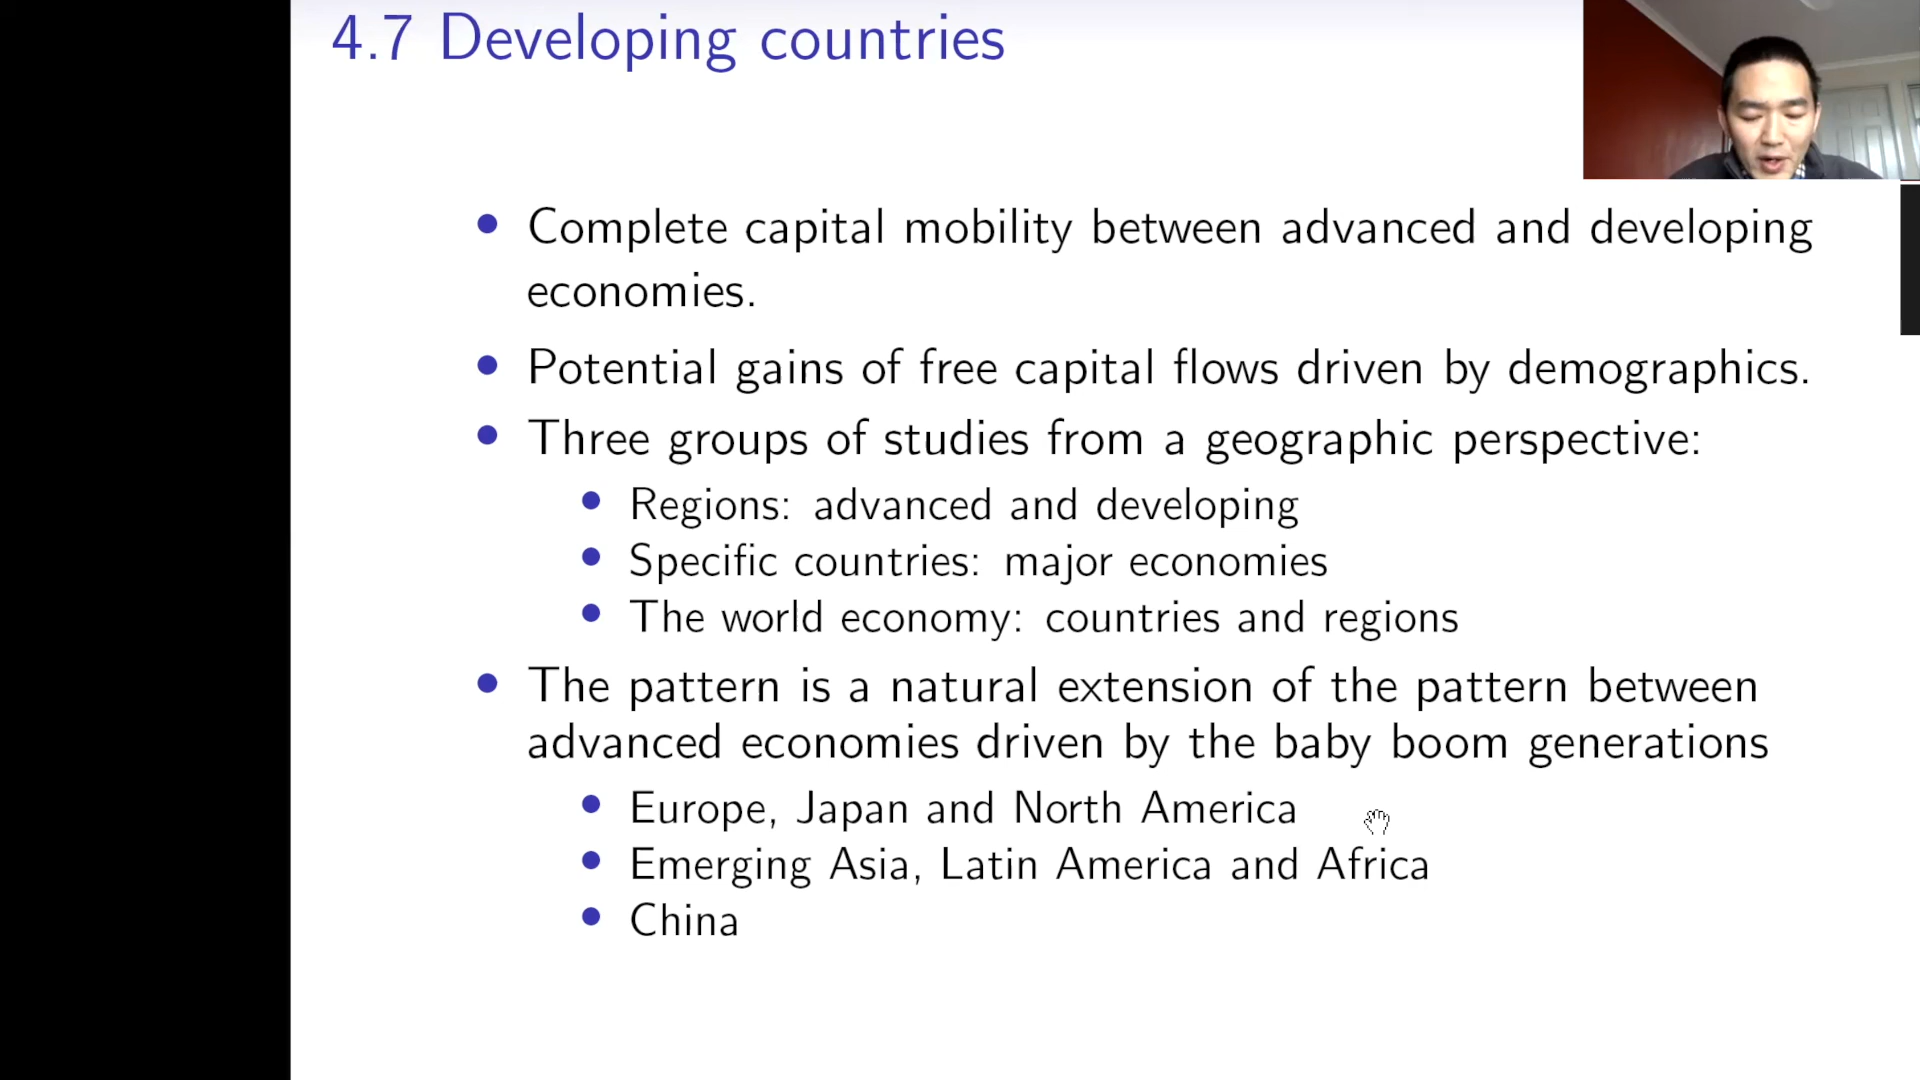 4.7 Developing countries
Complete capital mobility between advanced and developing
economies.
Potential gains of free capital flows driven by demographics.
Three groups of studies from a geographic perspective:
Regions: advanced and developing
Specific countries: major economies
The world economy: countries and regions
The pattern is a natural extension of the pattern between
advanced economies driven by the baby boom generations
Europe, Japan and North America
Emerging Asia, Latin America and Africa
China